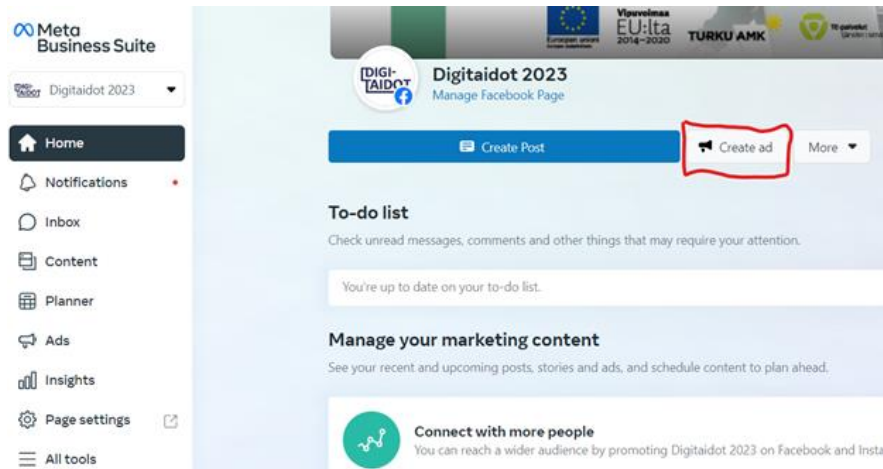 Meta
Business Suite
DIGI-
TAIDOT
Digitaidot 2023
Home
Notifications
Inbox
Content
Planner
Ads
Insights
Page settings
All tools
Vipuvoimaa
EU:lta
2014–2020
TURKU AMK
DIGI-
TAIDOT
Digitaidot 2023
Manage Facebook Page
Create Post
Create ad
More
To-do list
Check unread messages, comments and other things that may require your attention.
You're up to date on your to-do list.
Manage your marketing content
See your recent and upcoming posts, stories and ads, and schedule content to plan ahead.
Connect with more people
You can reach a wider audience by promoting Digitaidot 2023 on Facebook and Insta